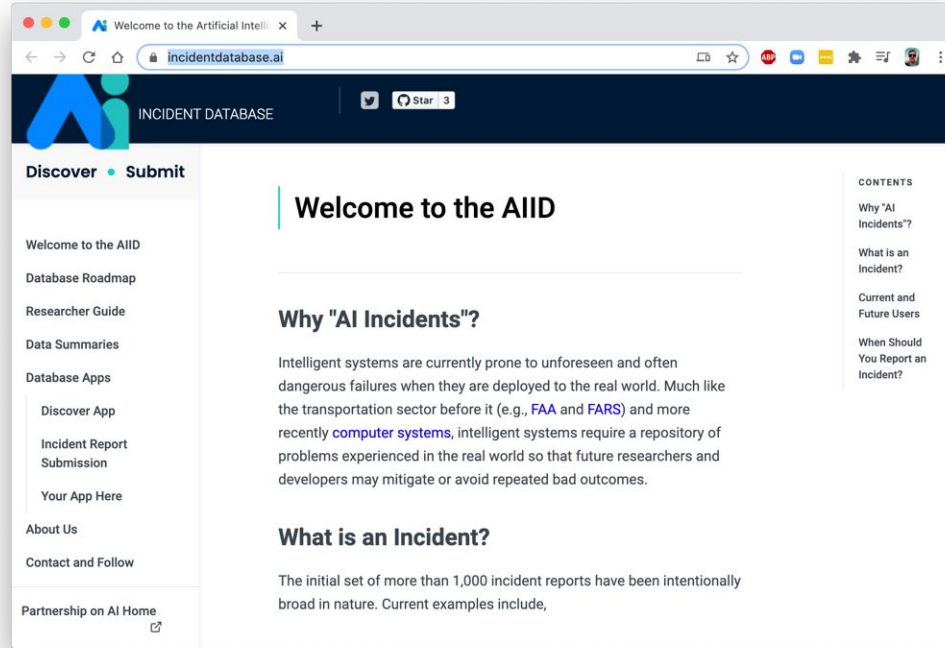 Welcome to the Artificial Intelli
incidentdatabase.ai
ABP
INCIDENT DATABASE
Star 3
Discover • Submit
Welcome to the AIID
Database Roadmap
Researcher Guide
Data Summaries
Database Apps
Discover App
Incident Report
Submission
Your App Here
About Us
Contact and Follow
Partnership on AI Home
Welcome to the AIID
Why "AI Incidents"?
Intelligent systems are currently prone to unforeseen and often
dangerous failures when they are deployed to the real world. Much like
the transportation sector before it (e.g., FAA and FARS) and more
recently computer systems, intelligent systems require a repository of
problems experienced in the real world so that future researchers and
developers may mitigate or avoid repeated bad outcomes.
What is an Incident?
The initial set of more than 1,000 incident reports have been intentionally
broad in nature. Current examples include,
CONTENTS
Why "AI
Incidents"?
What is an
Incident?
Current and
Future Users
When Should
You Report an
Incident?